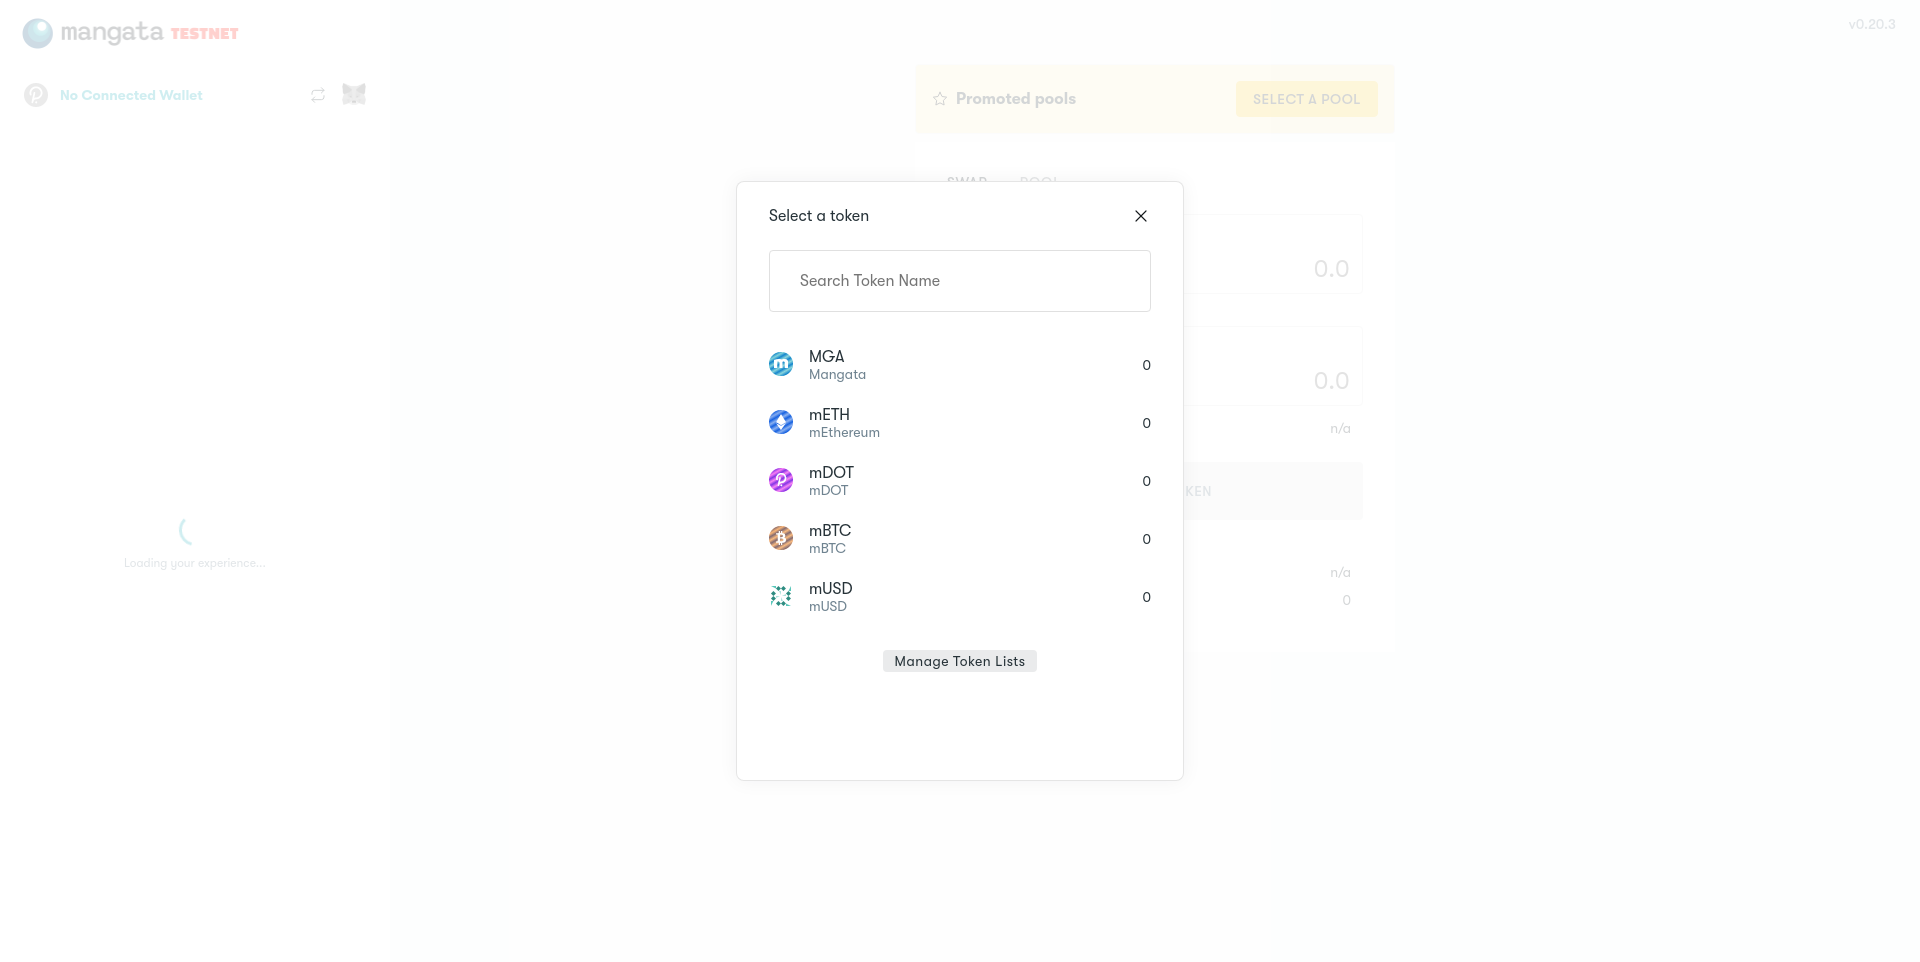 mangata TESTNET
v0.20.3
No Connected Wallet
Promoted pools
SELECT A POOL
SWAP POOL
Select a token
Search Token Name
0.0
MGA
Mangata
0
0.0
mETH
mEthereum
0
n/a
mDOT
mDOT
0
KEN
mBTC
mBTC
0
Loading your experience...
n/a
mUSD
mUSD
0
0
Manage Token Lists